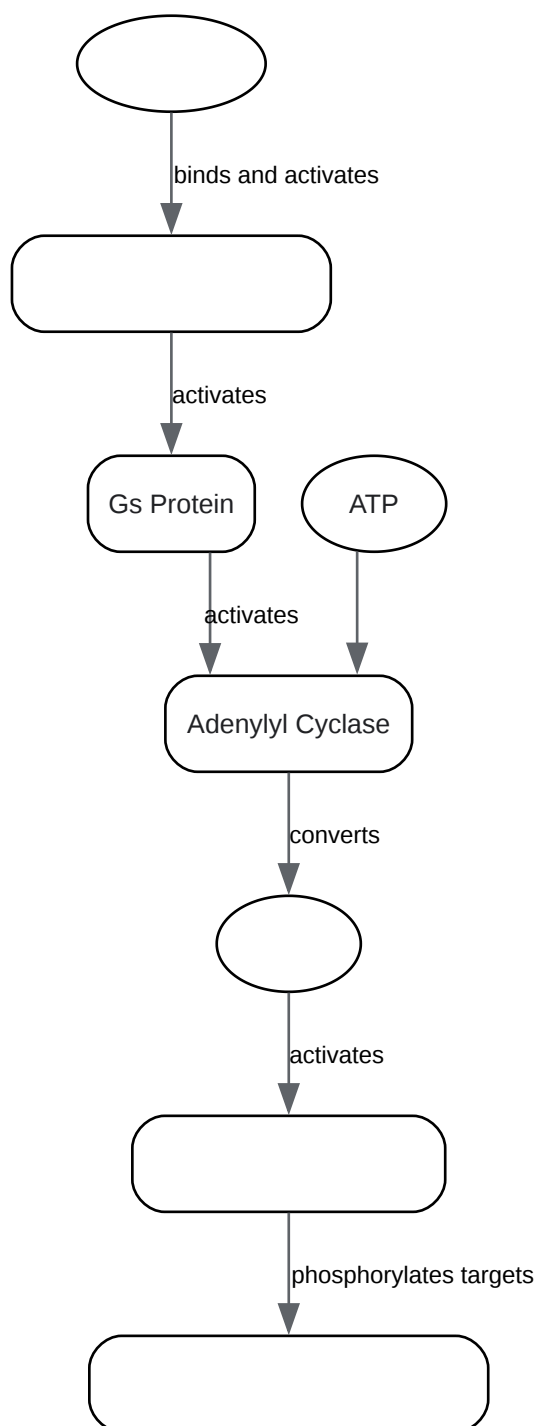 binds and activates
activates
Gs Protein
ATP
activates
Adenylyl Cyclase
converts
activates
phosphorylates targets